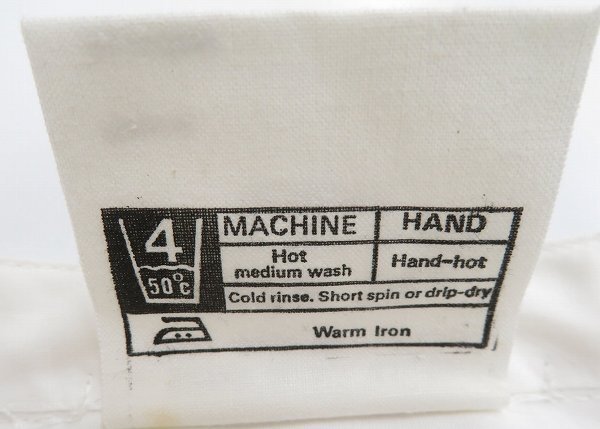 4
50°C
MACHINE HAND
Hot
medium wash
Hand-hot
Cold rinse. Short spin or drip-dry
Warm Iron